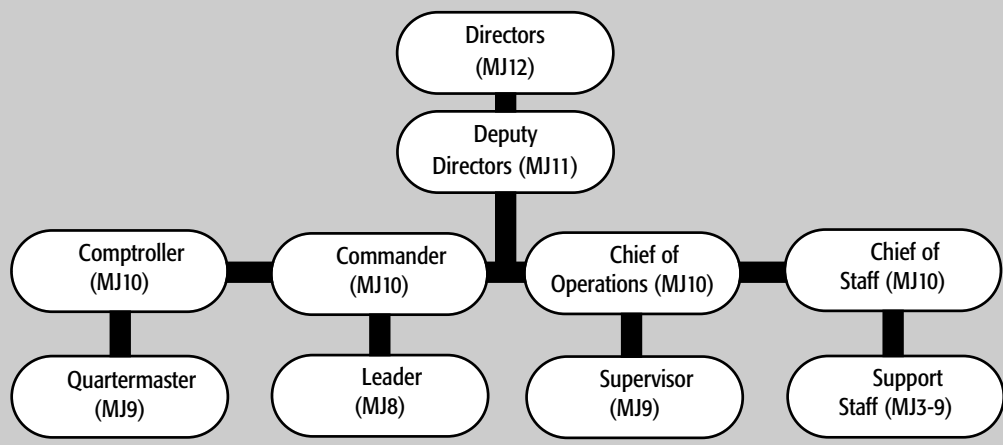 Directors
(MJ12)
Deputy
Directors (MJ11)
Comptroller
(MJ10)
Commander
(MJ10)
Chief of
Operations (MJ10)
Chief of
Staff (MJ10)
Quartermaster
(MJ9)
Leader
(MJ8)
Supervisor
(MJ9)
Support
Staff (MJ3-9)